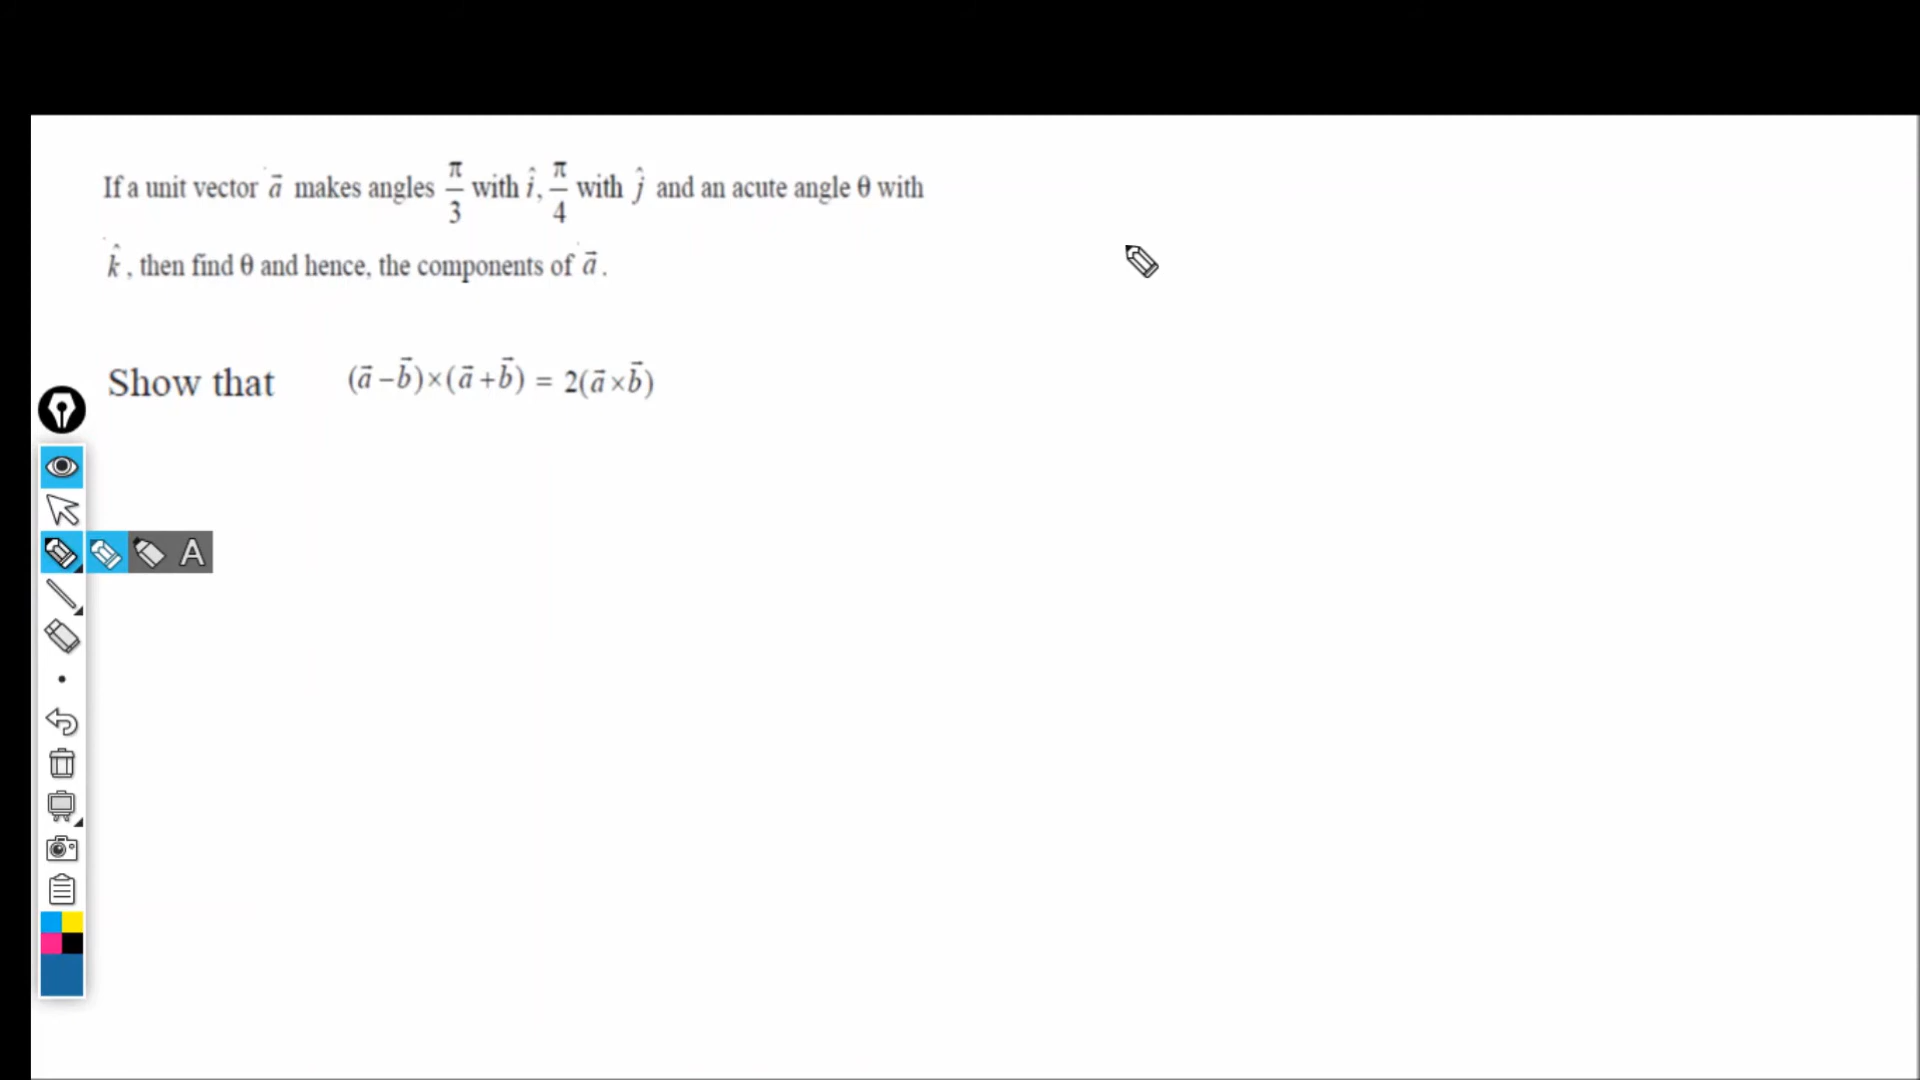 If a unit vector a⃗ makes angles π/3 with î, π/4 with ĵ and an acute angle θ with
k̂, then find θ and hence, the components of a⃗.
Show that (a⃗ − b⃗)×(a⃗ + b⃗) = 2(a⃗ × b⃗)
A